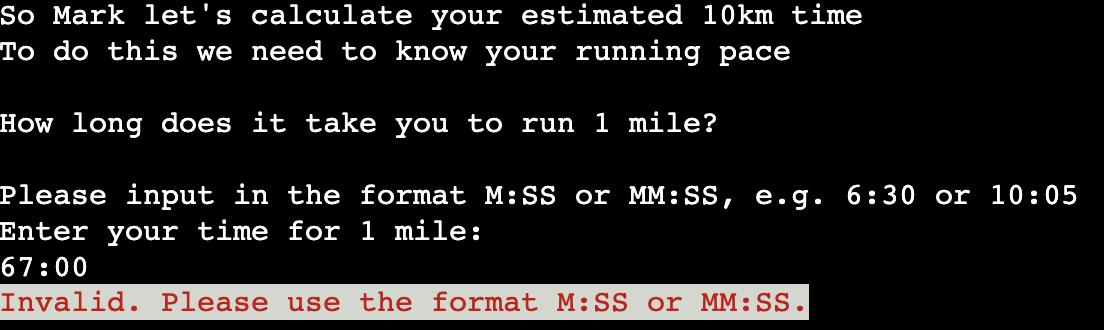 So Mark let's calculate your estimated 10km time
To do this we need to know your running pace
How long does it take you to run 1 mile?
Please input in the format M:SS or MM:SS, e.g. 6:30 or 10:05
Enter your time for 1 mile:
67:00
Invalid. Please use the format M:SS or MM:SS.